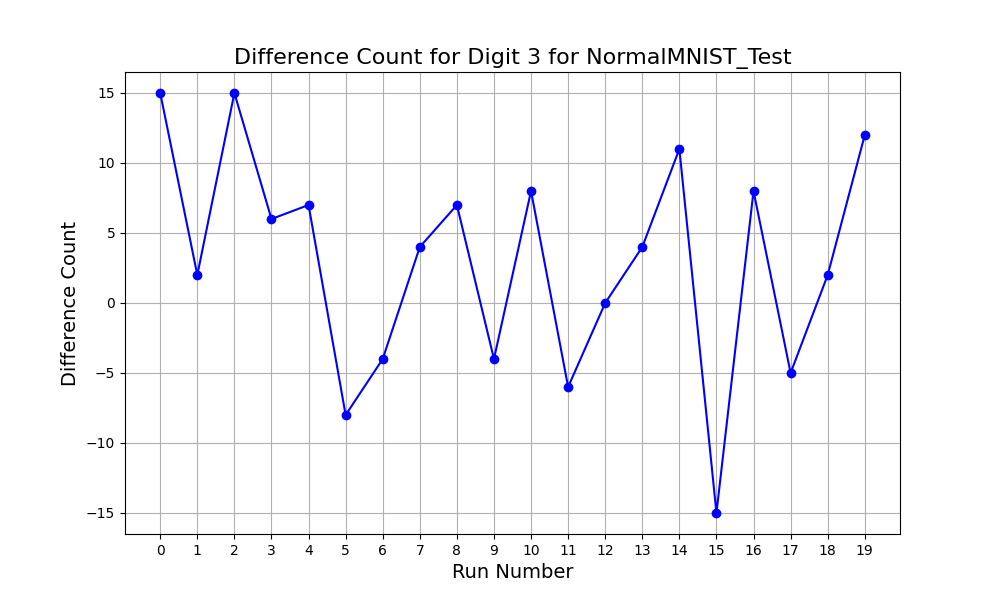 Difference Count for Digit 3 for NormalMNIST_Test
Difference Count
15
10
5
0
−5
−10
−15
0 1 2 3 4 5 6 7 8 9 10 11 12 13 14 15 16 17 18 19
Run Number